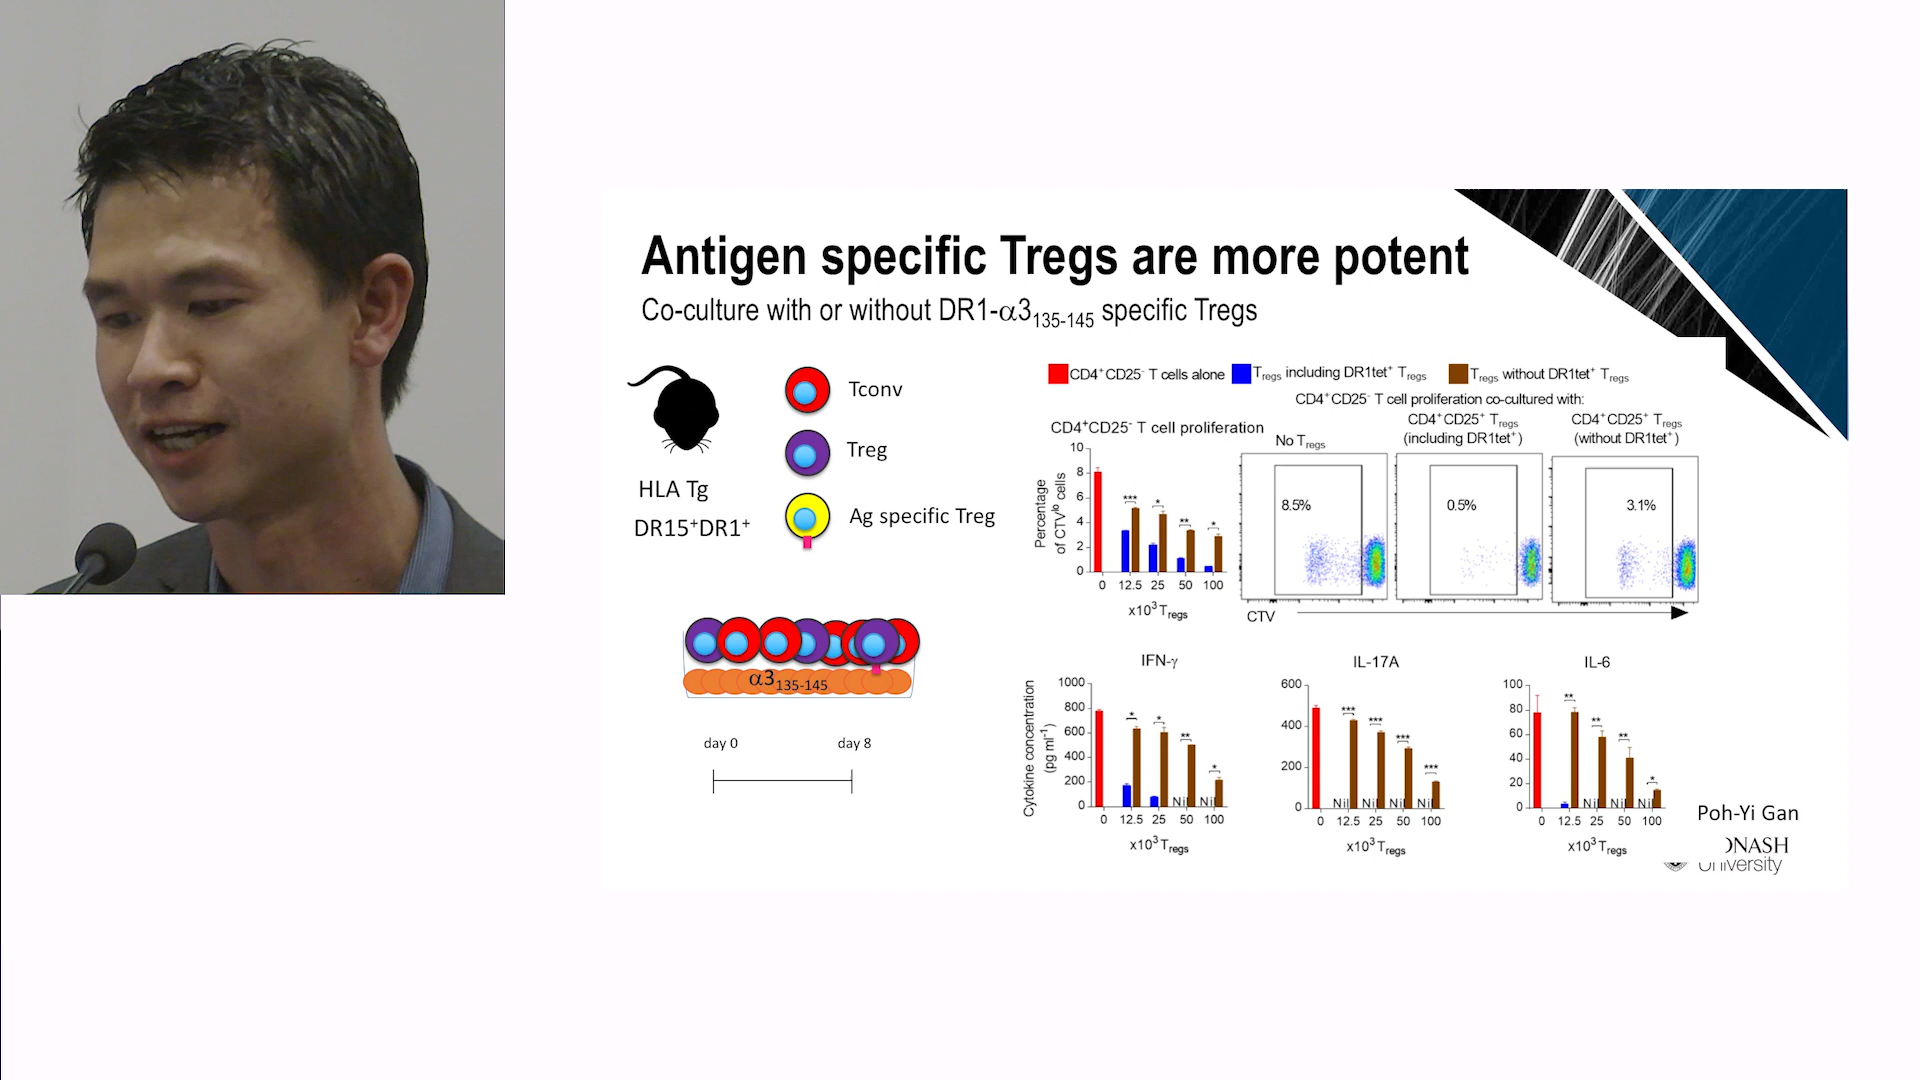 Antigen specific Tregs are more potent
Co-culture with or without DR1-α3₁₃₅₋₁₄₅ specific Tregs
HLA Tg
DR15⁺DR1⁺
Tconv
Treg
Ag specific Treg
α3₁₃₅₋₁₄₅
day 0
day 8
CD4⁺CD25⁻ T cells alone
Tregs including DR1tet⁺ Tregs
Tregs without DR1tet⁺ Tregs
CD4⁺CD25⁻ T cell proliferation co-cultured with:
CD4⁺CD25⁻ T cell proliferation
No Tregs
CD4⁺CD25⁺ Tregs
(including DR1tet⁺)
CD4⁺CD25⁺ Tregs
(without DR1tet⁺)
Percentage
of CTVˡᵒ cells
10
8
6
4
2
0
***
*
**
*
0 12.5 25 50 100
x10³ Tregs
8.5%
0.5%
3.1%
CTV
IFN-γ
Cytokine concentration
(pg ml⁻¹)
1000
800
600
400
200
0
*
*
**
*
Nil Nil
0 12.5 25 50 100
x10³ Tregs
IL-17A
600
400
200
0
***
***
***
***
Nil Nil Nil Nil
0 12.5 25 50 100
x10³ Tregs
IL-6
100
80
60
40
20
0
**
**
**
*
Nil Nil Nil
0 12.5 25 50 100
x10³ Tregs
Poh-Yi Gan
ONASH
University